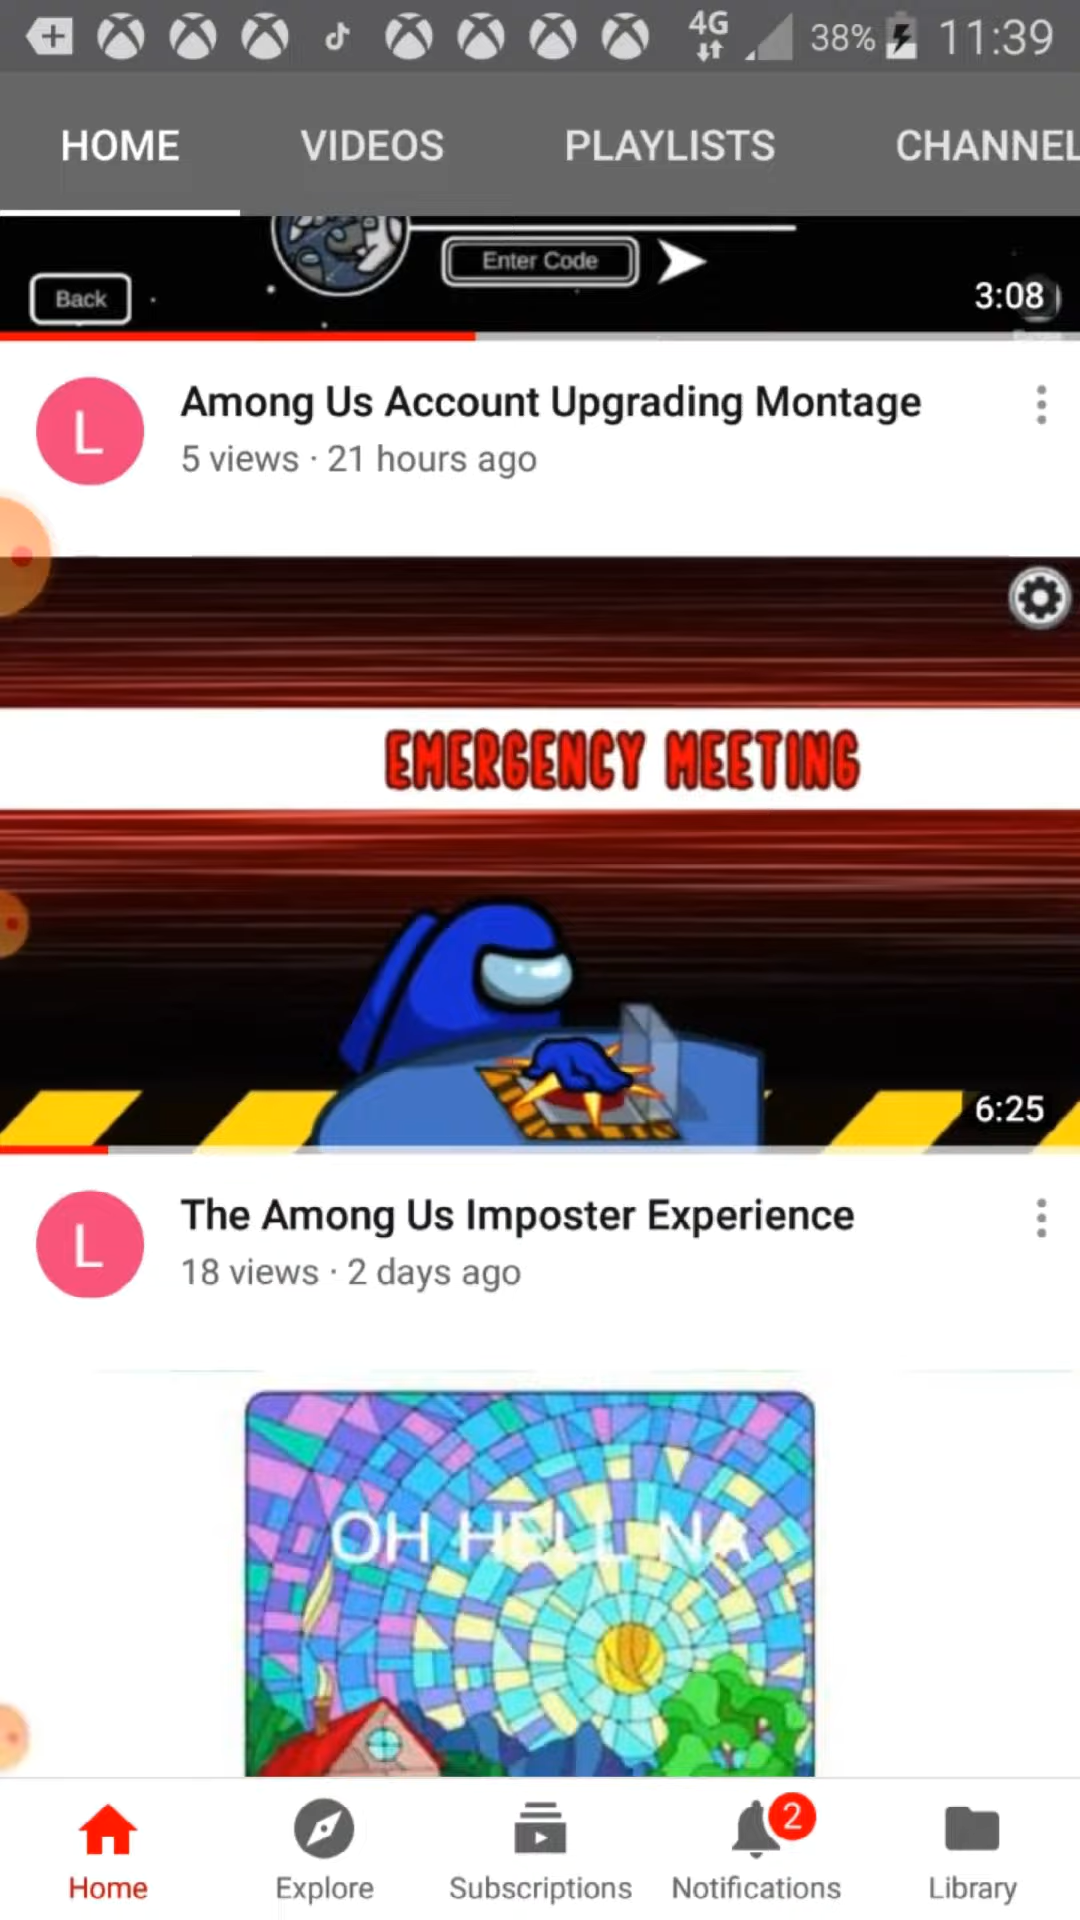 4G 38% 11:39
HOME VIDEOS PLAYLISTS CHANNEL
Enter Code
Back
3:08
L
Among Us Account Upgrading Montage
5 views · 21 hours ago
EMERGENCY MEETING
6:25
L
The Among Us Imposter Experience
18 views · 2 days ago
OH HELL NA
2
Home Explore Subscriptions Notifications Library